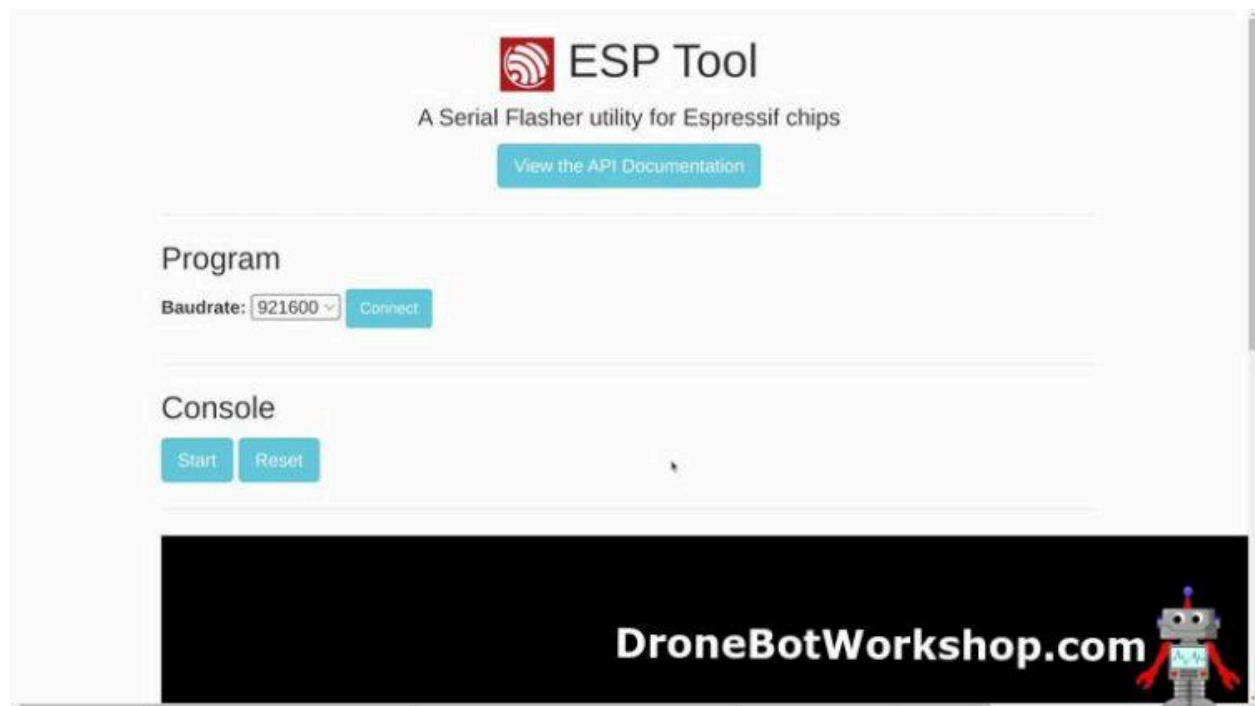 ESP Tool
A Serial Flasher utility for Espressif chips
View the API Documentation
Program
Baudrate: 921600 Connect
Console
Start Reset
DroneBotWorkshop.com